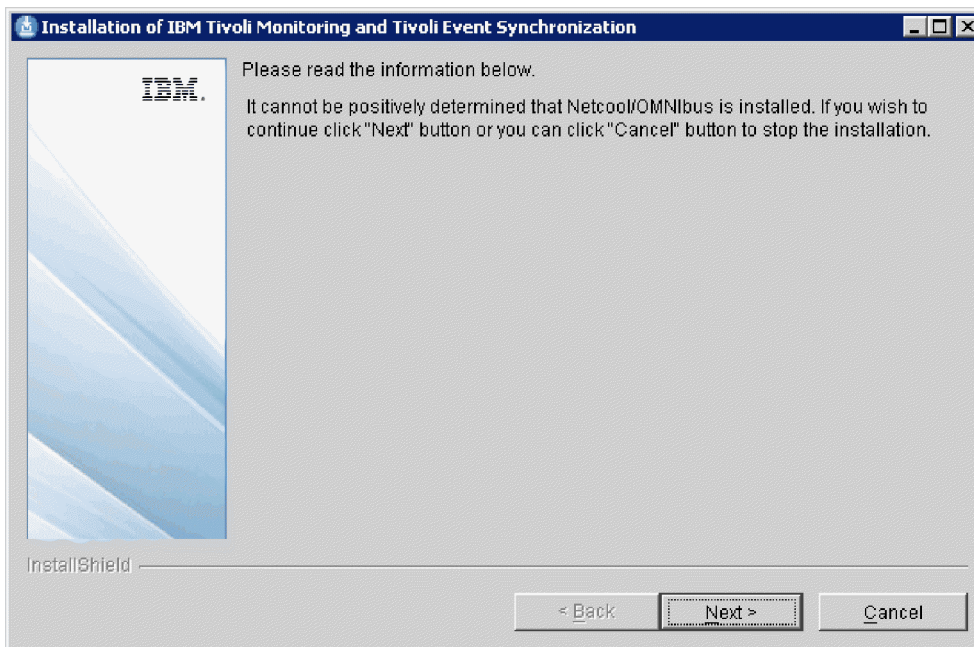 Installation of IBM Tivoli Monitoring and Tivoli Event Synchronization
IBM.
Please read the information below.
It cannot be positively determined that Netcool/OMNIbus is installed. If you wish to
continue click "Next" button or you can click "Cancel" button to stop the installation.
InstallShield
< Back
Next >
Cancel